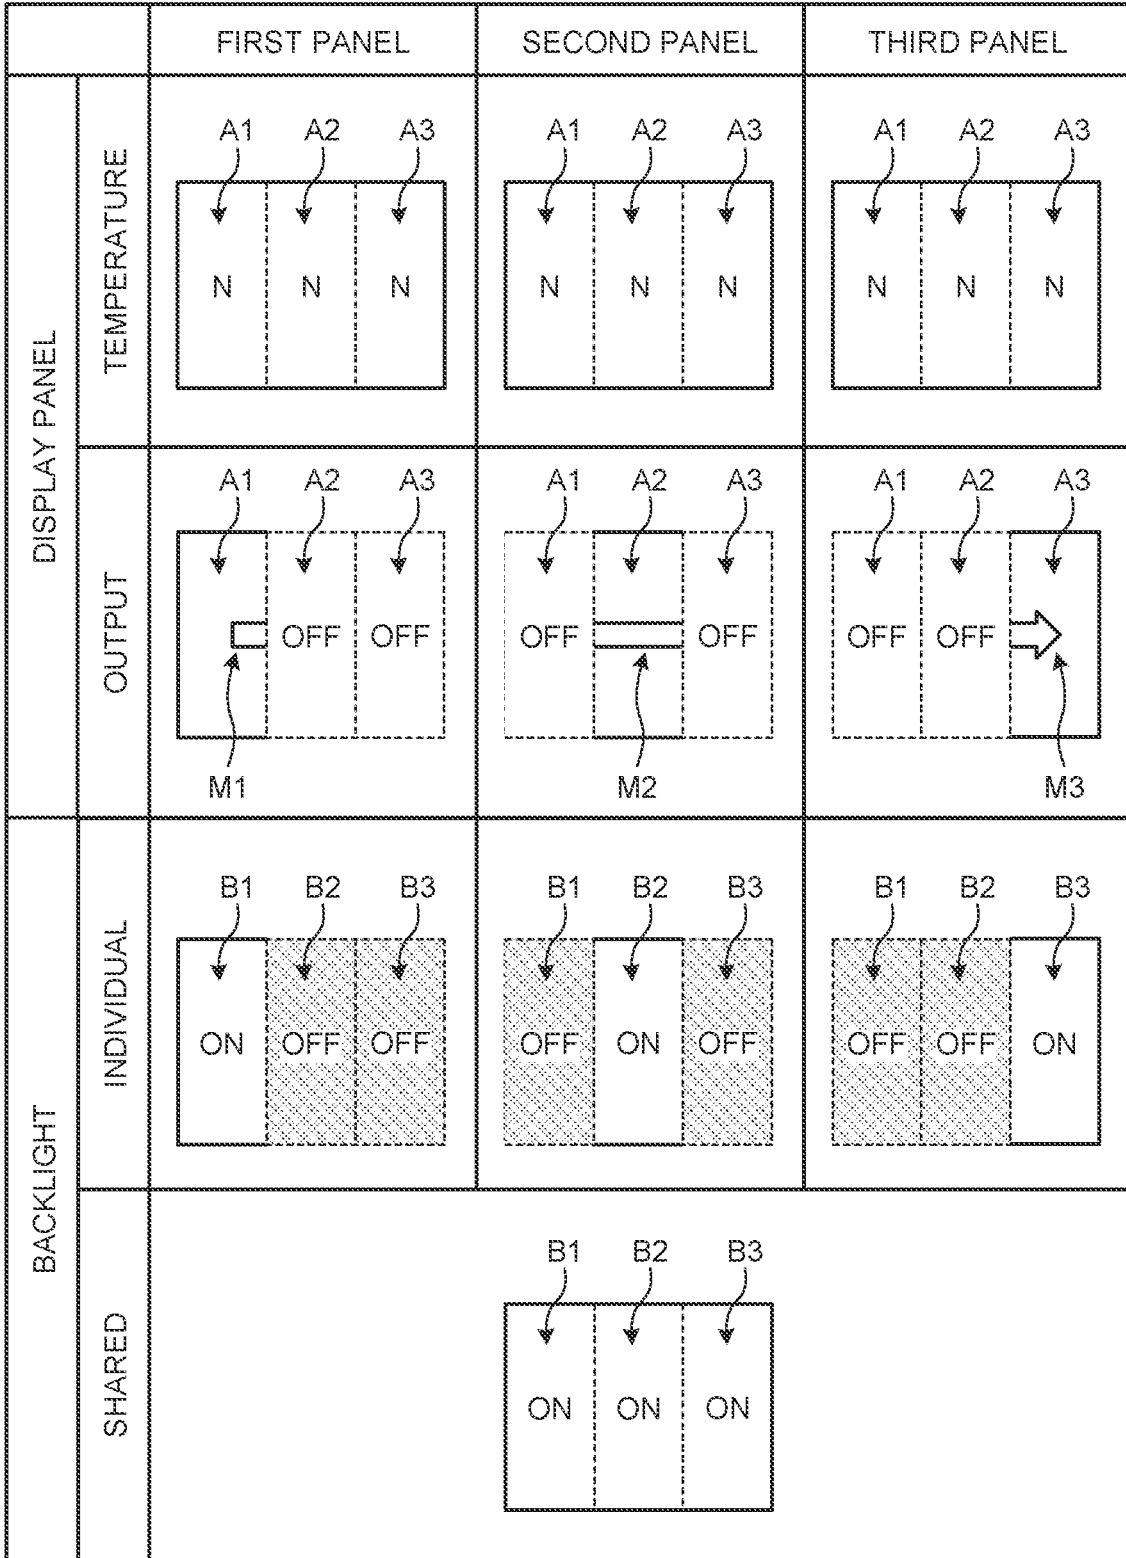 FIRST PANEL SECOND PANEL THIRD PANEL
DISPLAY PANEL
TEMPERATURE
A1 A2 A3 A1 A2 A3 A1 A2 A3
N N N N N N N N N
OUTPUT
A1 A2 A3 A1 A2 A3 A1 A2 A3
OFF OFF OFF OFF OFF OFF
M1 M2 M3
BACKLIGHT
INDIVIDUAL
B1 B2 B3 B1 B2 B3 B1 B2 B3
ON OFF OFF OFF ON OFF OFF OFF ON
SHARED
B1 B2 B3
ON ON ON